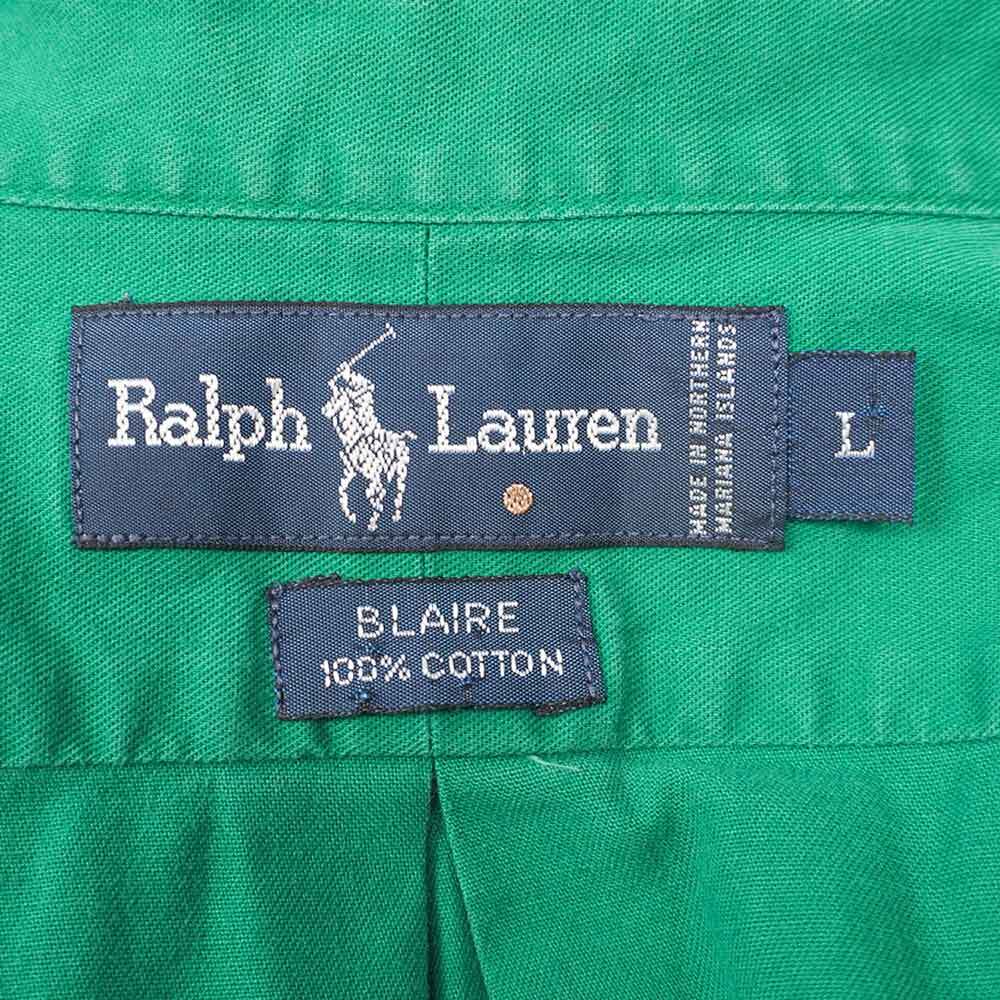 Ralph Lauren
MADE IN NORTHERN
MARIANA ISLANDS
L
BLAIRE
100% COTTON